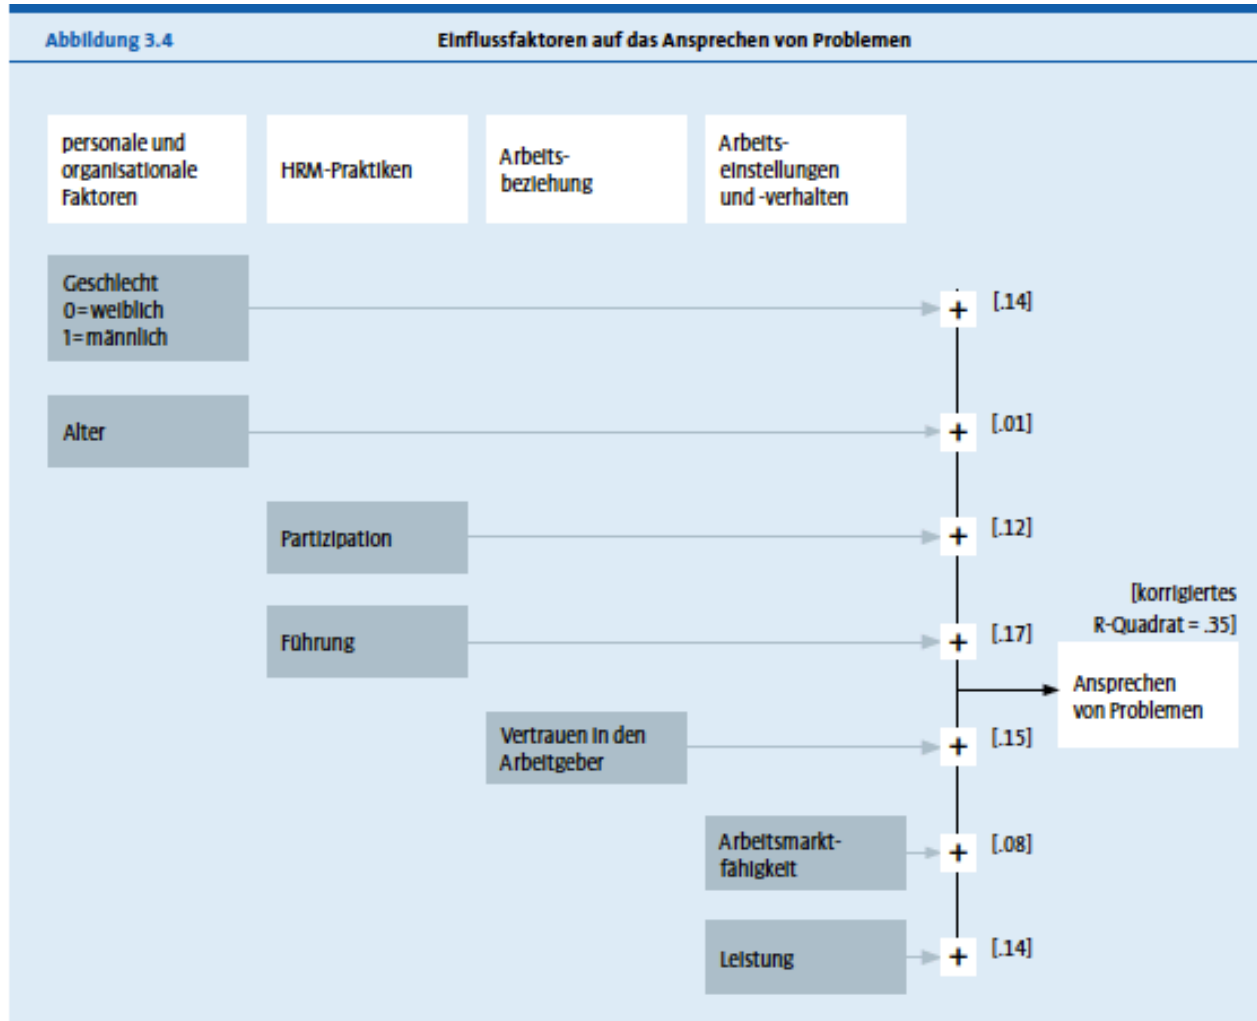 Abbildung 3.4
Einflussfaktoren auf das Ansprechen von Problemen
personale und
organisationale
Faktoren
HRM-Praktiken
Arbeits-
beziehung
Arbeits-
einstellungen
und -verhalten
Geschlecht
0=weiblich
1=männlich
+
[.14]
Alter
+
[.01]
Partizipation
+
[.12]
Führung
+
[.17]
[korrigiertes
R-Quadrat = .35]
Ansprechen
von Problemen
Vertrauen in den
Arbeitgeber
+
[.15]
Arbeitsmarkt-
fähigkeit
+
[.08]
Leistung
+
[.14]